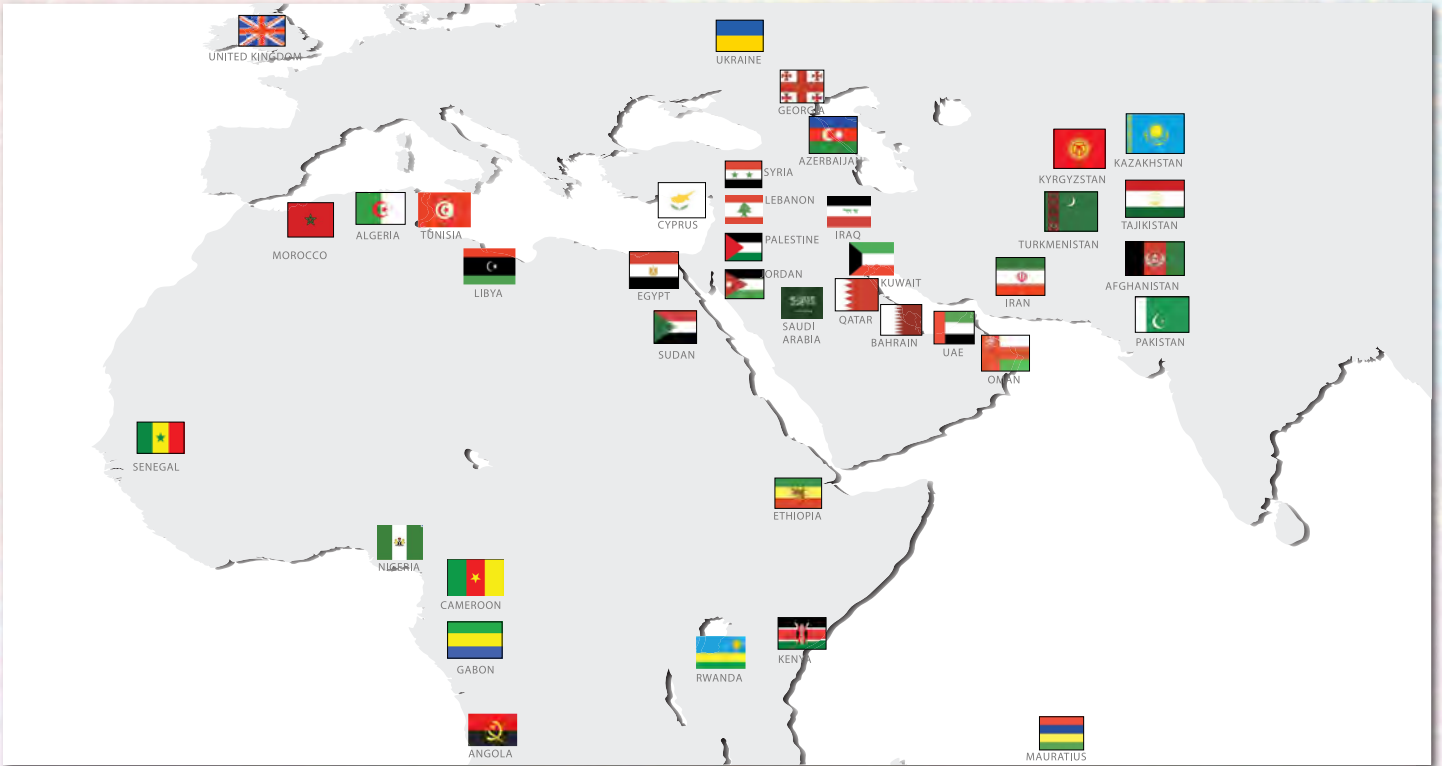 UNITED KINGDOM
UKRAINE
GEORGIA
AZERBAIJAN
KAZAKHSTAN
KYRGYZSTAN
SYRIA
LEBANON
CYPRUS
IRAQ
TAJIKISTAN
TURKMENISTAN
MOROCCO
ALGERIA
TUNISIA
PALESTINE
LIBYA
EGYPT
JORDAN
KUWAIT
IRAN
AFGHANISTAN
SAUDI
ARABIA
QATAR
BAHRAIN
UAE
PAKISTAN
SUDAN
OMAN
SENEGAL
ETHIOPIA
NIGERIA
CAMEROON
GABON
RWANDA
KENYA
ANGOLA
MAURATIUS